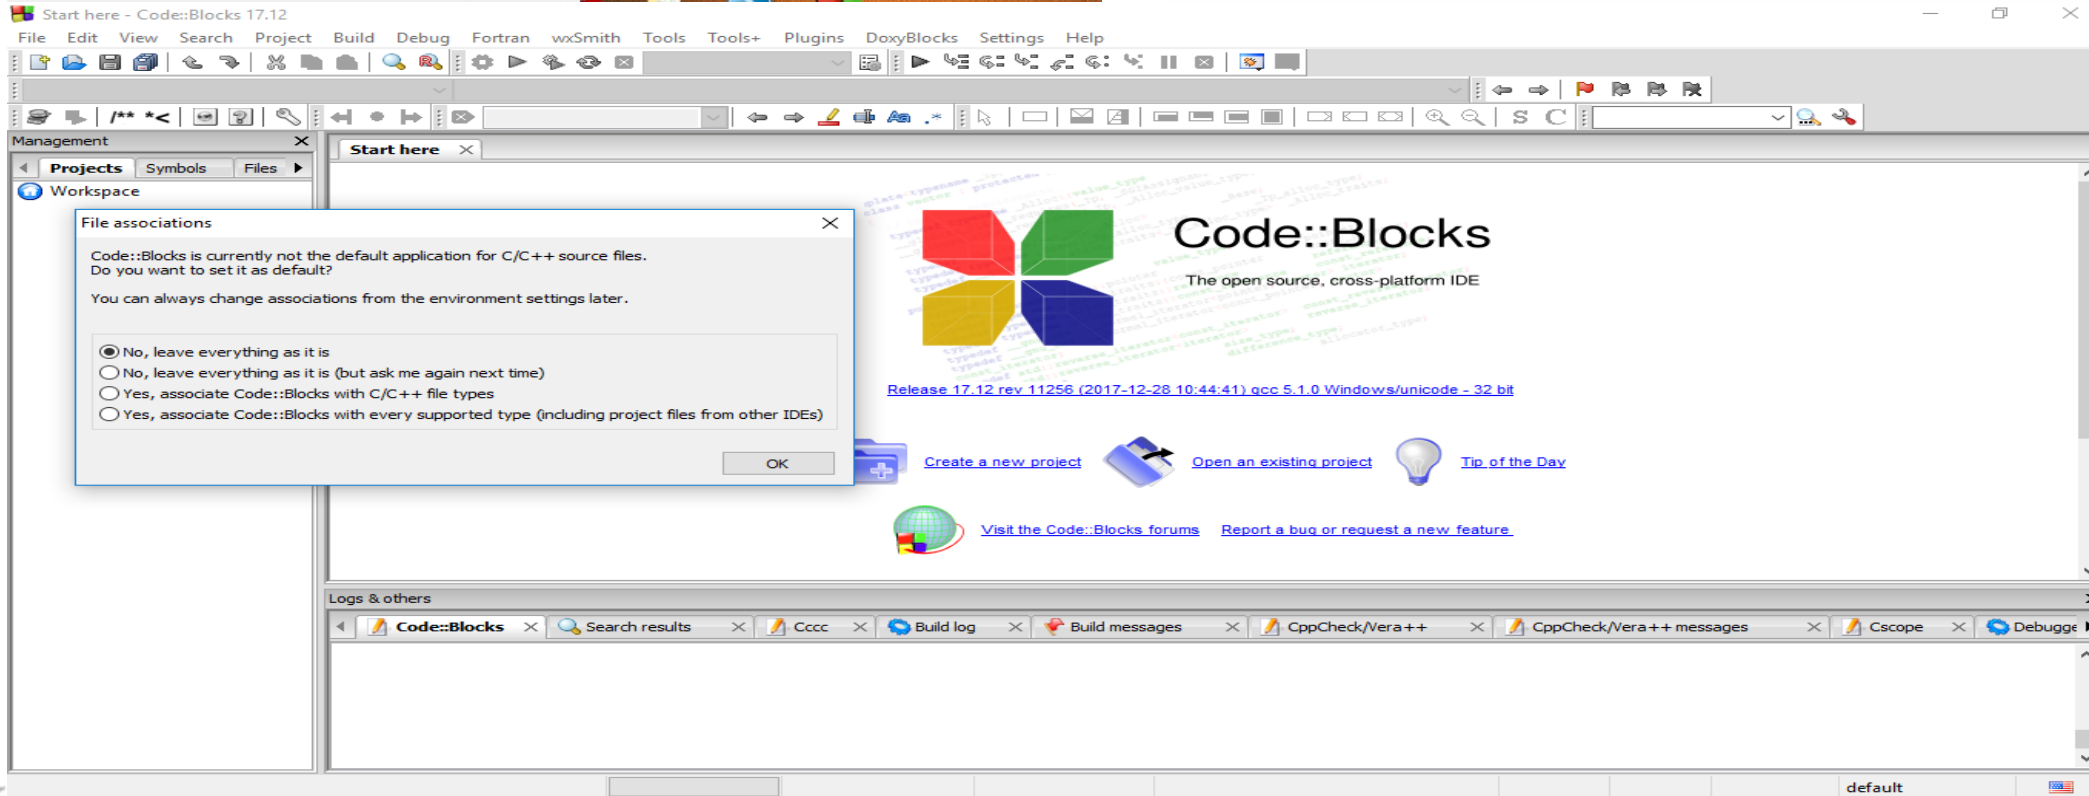 Start here - Code::Blocks 17.12
File Edit View Search Project Build Debug Fortran wxSmith Tools Tools+ Plugins DoxyBlocks Settings Help
/** *<
Aa .*
S C
Management
Start here
Projects Symbols Files
Workspace
File associations
Code::Blocks is currently not the default application for C/C++ source files.
Do you want to set it as default?
You can always change associations from the environment settings later.
No, leave everything as it is
No, leave everything as it is (but ask me again next time)
Yes, associate Code::Blocks with C/C++ file types
Yes, associate Code::Blocks with every supported type (including project files from other IDEs)
OK
Code::Blocks
The open source, cross-platform IDE
Release 17.12 rev 11256 (2017-12-28 10:44:41) gcc 5.1.0 Windows/unicode - 32 bit
Create a new project Open an existing project Tip of the Day
Visit the Code::Blocks forums Report a bug or request a new feature
Logs & others
Code::Blocks Search results Cccc Build log Build messages CppCheck/Vera++ CppCheck/Vera++ messages Cscope Debugge
default